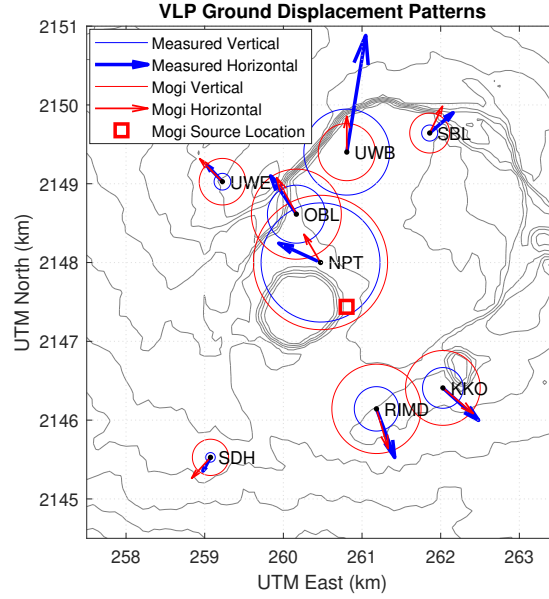 VLP Ground Displacement Patterns
Measured Vertical
Measured Horizontal
Mogi Vertical
Mogi Horizontal
Mogi Source Location
UWB
SBL
UWE
OBL
NPT
RIMD
KKO
SDH
2151
2150
2149
2148
2147
2146
2145
UTM North (km)
258 259 260 261 262 263
UTM East (km)